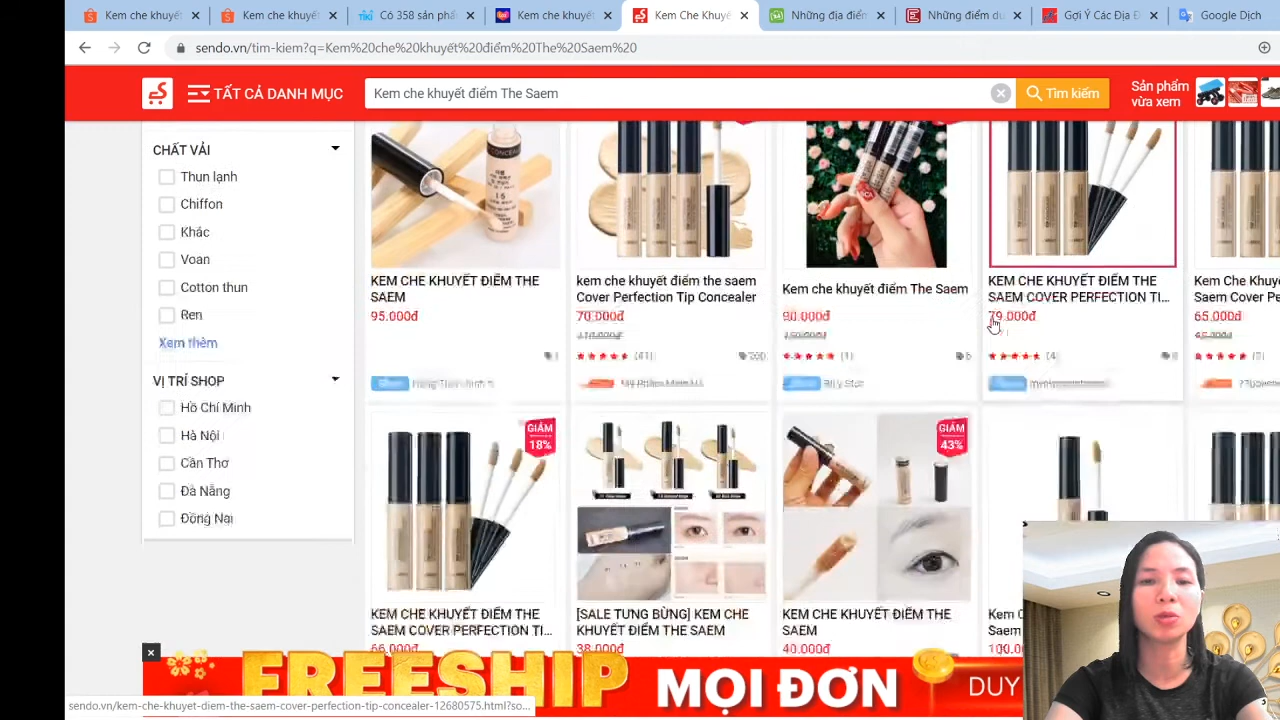 Kem che khuyết
Kem che khuyết
Có 358 sản phẩ
Kem che khuyết
Kem Che Khuyế
Những địa điển
Những điểm du
Gợi Ý Các Địa Đ
Google Dịch
sendo.vn/tim-kiem?q=Kem%20che%20khuyết%20điểm%20The%20Saem%20
TẤT CẢ DANH MỤC
Kem che khuyết điểm The Saem
Tìm kiếm
Sản phẩm
vừa xem
CHẤT VẢI
Thun lạnh
Chiffon
Khác
Voan
Cotton thun
Ren
Xem thêm
VỊ TRÍ SHOP
Hồ Chí Minh
Hà Nội
Cần Thơ
Đà Nẵng
Đồng Nai
KEM CHE KHUYẾT ĐIỂM THE
SAEM
95.000đ
kem che khuyết điểm the saem
Cover Perfection Tip Concealer
70.000đ
(41)
Kem che khuyết điểm The Saem
90.000đ
(1)
6
KEM CHE KHUYẾT ĐIỂM THE
SAEM COVER PERFECTION TI...
79.000đ
(4)
Kem Che Khuyế
Saem Cover Pe
65.000đ
GIẢM
18%
KEM CHE KHUYẾT ĐIỂM THE
SAEM COVER PERFECTION TI...
66.000đ
[SALE TƯNG BỪNG] KEM CHE
KHUYẾT ĐIỂM THE SAEM
38.000đ
GIẢM
43%
KEM CHE KHUYẾT ĐIỂM THE
SAEM
40.000đ
Kem C
Saem
100.000đ
FREESHIP MỌI ĐƠN DUY
sendo.vn/kem-che-khuyet-diem-the-saem-cover-perfection-tip-concealer-12680575.html?so...